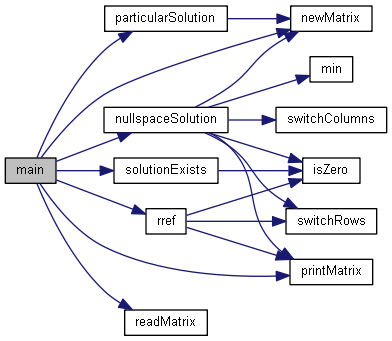 particularSolution
newMatrix
min
nullspaceSolution
switchColumns
main
solutionExists
isZero
rref
switchRows
printMatrix
readMatrix